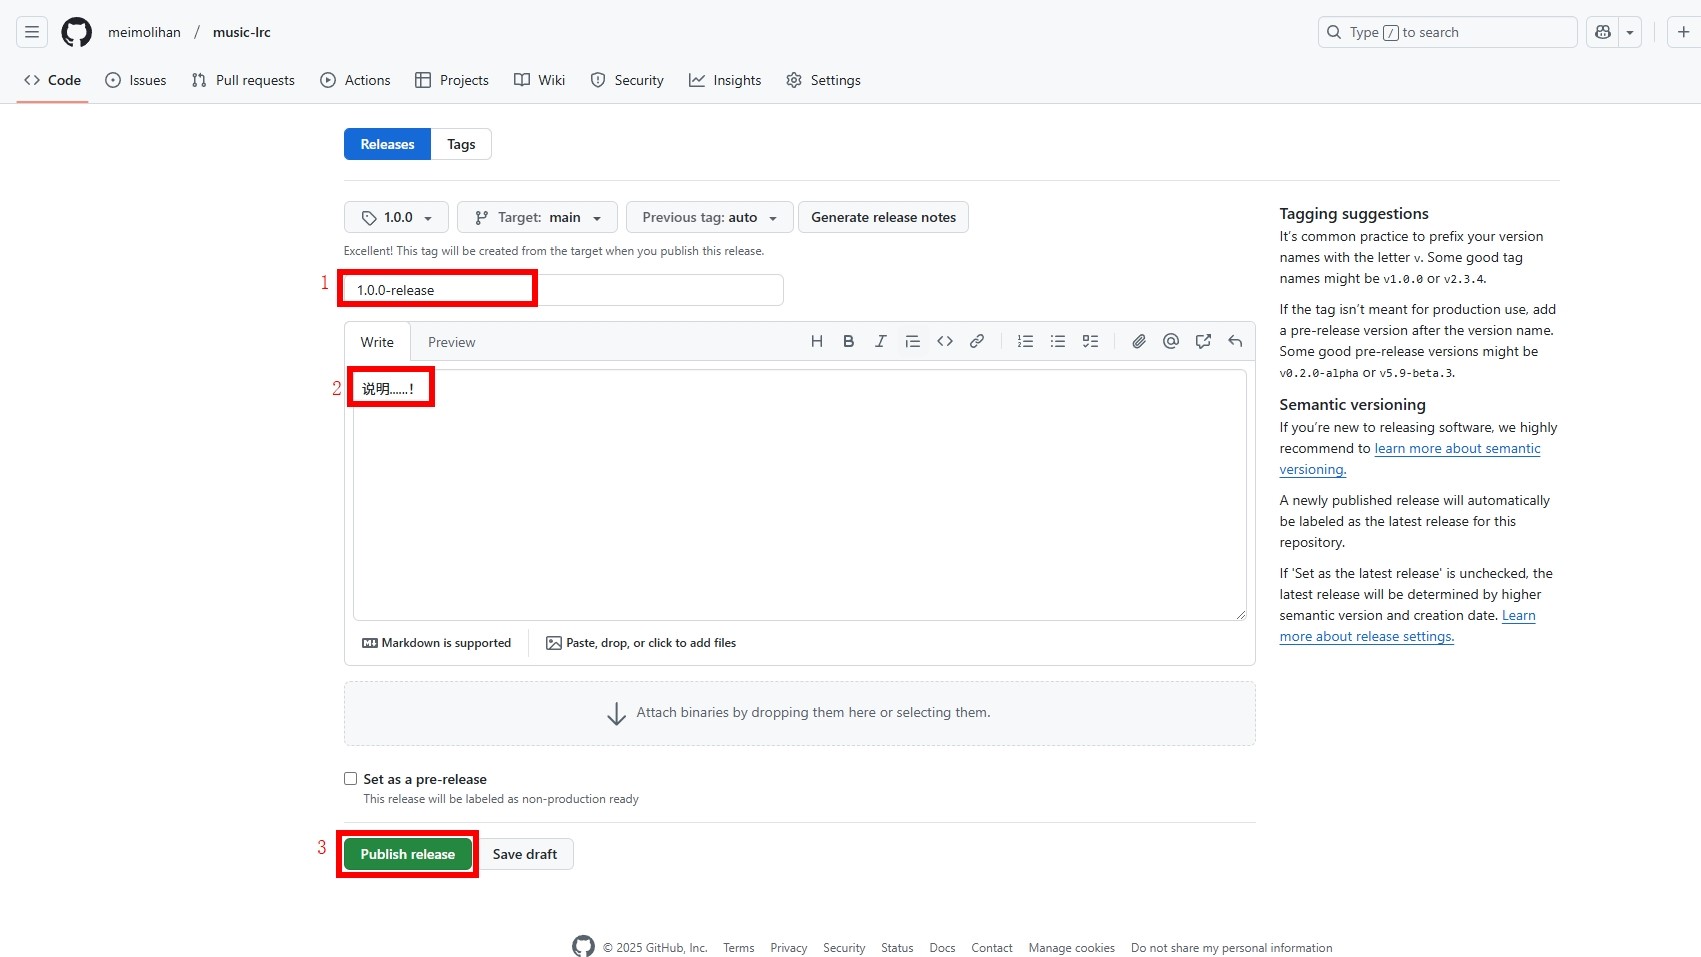 meimolihan / music-lrc
Type / to search
Code Issues Pull requests Actions Projects Wiki Security Insights Settings
Releases Tags
1.0.0 Target: main Previous tag: auto Generate release notes
Excellent! This tag will be created from the target when you publish this release.
1 1.0.0-release
Write Preview
2 说明......!
Markdown is supported Paste, drop, or click to add files
Attach binaries by dropping them here or selecting them.
Set as a pre-release
This release will be labeled as non-production ready
3 Publish release Save draft
Tagging suggestions
It's common practice to prefix your version
names with the letter v. Some good tag
names might be v1.0.0 or v2.3.4.
If the tag isn't meant for production use, add
a pre-release version after the version name.
Some good pre-release versions might be
v0.2.0-alpha or v5.9-beta.3.
Semantic versioning
If you're new to releasing software, we highly
recommend to learn more about semantic
versioning.
A newly published release will automatically
be labeled as the latest release for this
repository.
If 'Set as the latest release' is unchecked, the
latest release will be determined by higher
semantic version and creation date. Learn
more about release settings.
© 2025 GitHub, Inc. Terms Privacy Security Status Docs Contact Manage cookies Do not share my personal information